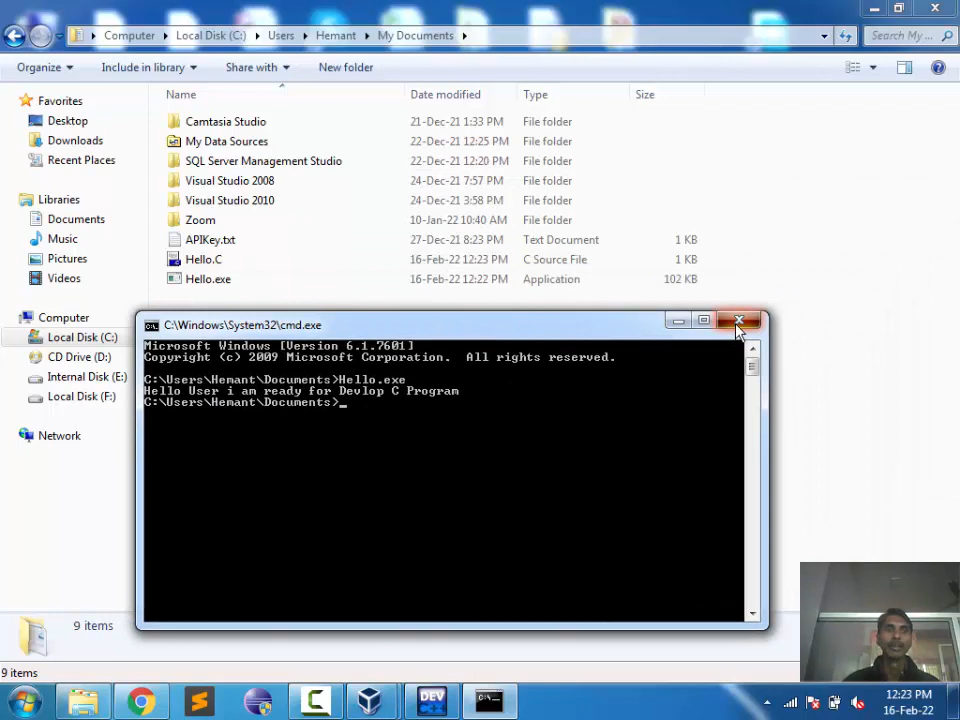 Computer Local Disk (C:) Users Hemant My Documents
Search My ...
Organize Include in library Share with New folder
Name Date modified Type Size
Favorites
Desktop
Downloads
Recent Places
Libraries
Documents
Music
Pictures
Videos
Computer
Local Disk (C:)
CD Drive (D:)
Internal Disk (E:)
Local Disk (F:)
Network
Camtasia Studio 21-Dec-21 1:33 PM File folder
My Data Sources 22-Dec-21 12:25 PM File folder
SQL Server Management Studio 22-Dec-21 12:20 PM File folder
Visual Studio 2008 24-Dec-21 7:57 PM File folder
Visual Studio 2010 24-Dec-21 3:58 PM File folder
Zoom 10-Jan-22 10:40 AM File folder
APIKey.txt 27-Dec-21 8:23 PM Text Document 1 KB
Hello.C 16-Feb-22 12:23 PM C Source File 1 KB
Hello.exe 16-Feb-22 12:22 PM Application 102 KB
C:\Windows\System32\cmd.exe
Microsoft Windows [Version 6.1.7601]
Copyright (c) 2009 Microsoft Corporation. All rights reserved.
C:\Users\Hemant\Documents>Hello.exe
Hello User i am ready for Devlop C Program
C:\Users\Hemant\Documents>_
9 items
9 items
DEV
C++
12:23 PM
16-Feb-22